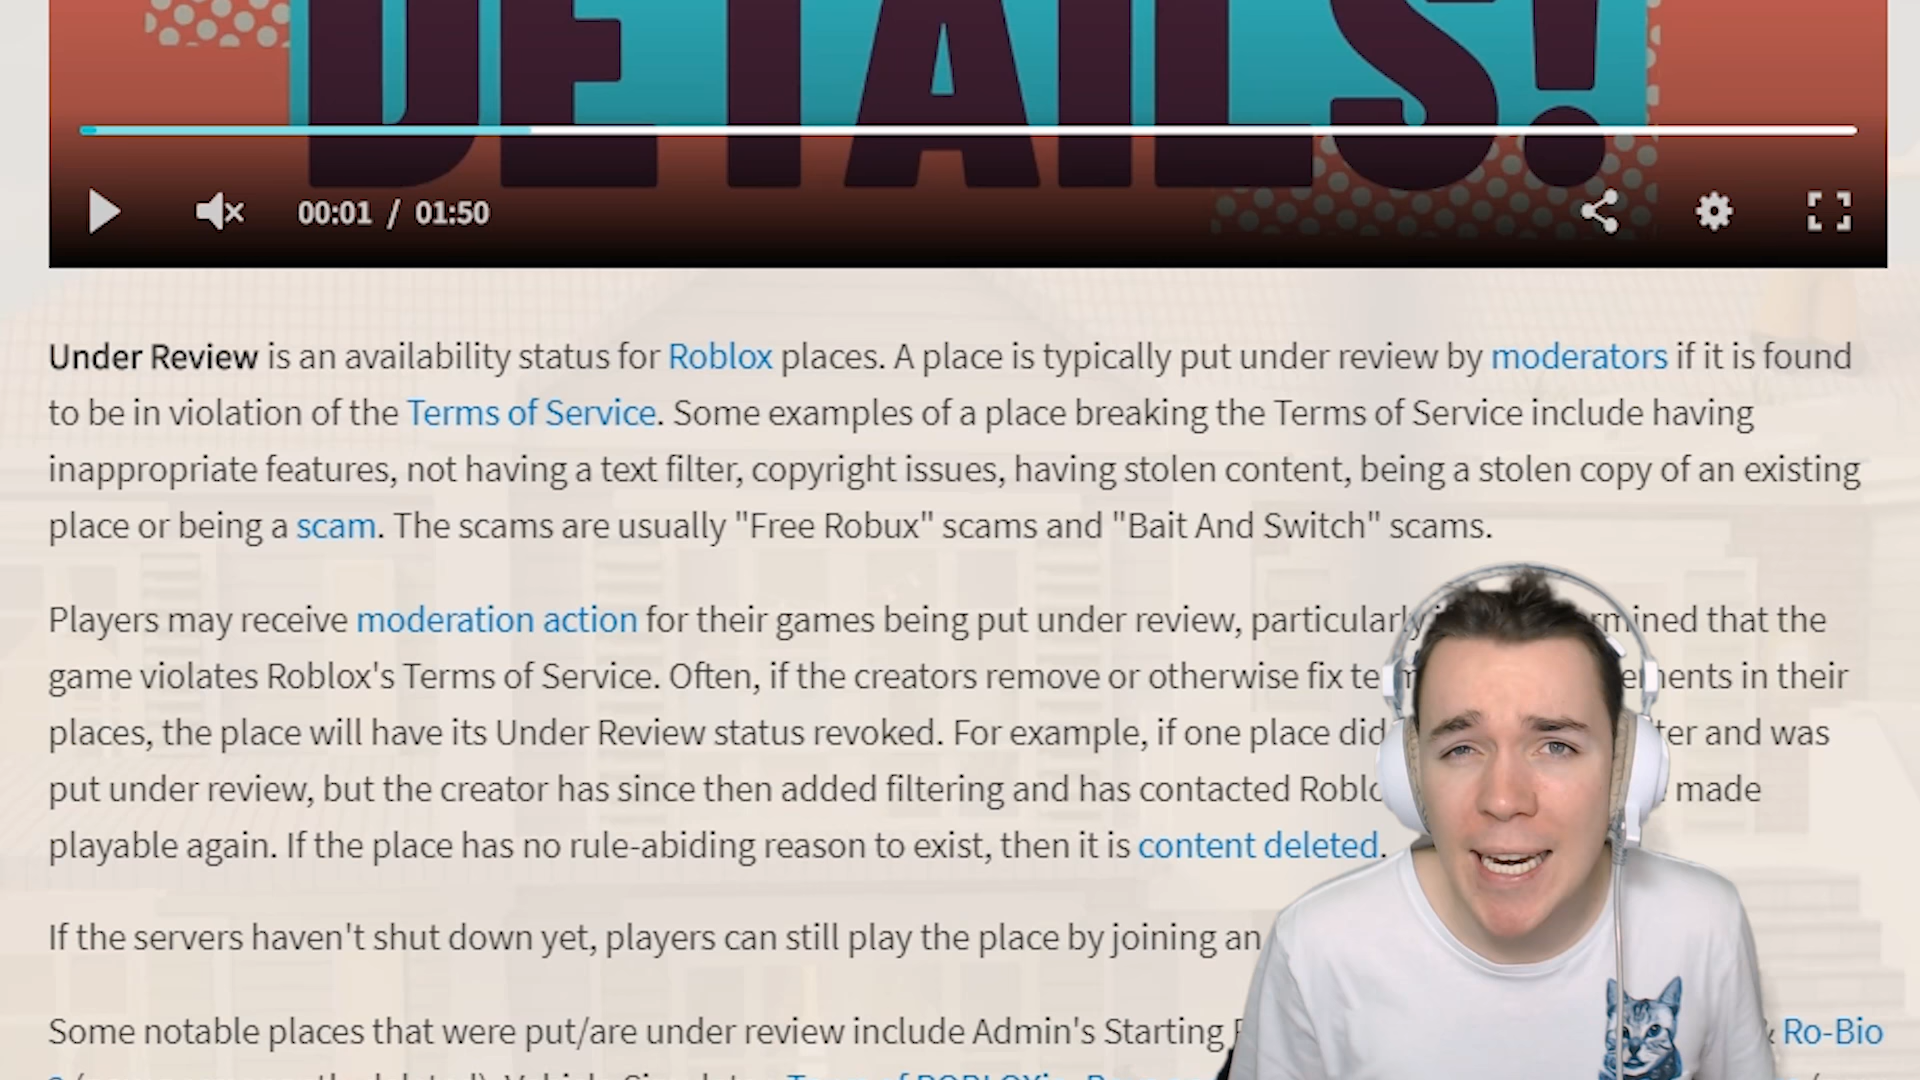 DETAILS!
00:01 / 01:50
Under Review is an availability status for Roblox places. A place is typically put under review by moderators if it is found
to be in violation of the Terms of Service. Some examples of a place breaking the Terms of Service include having
inappropriate features, not having a text filter, copyright issues, having stolen content, being a stolen copy of an existing
place or being a scam. The scams are usually "Free Robux" scams and "Bait And Switch" scams.
Players may receive moderation action for their games being put under review, particularly that the
game violates Roblox's Terms of Service. Often, if the creators remove or otherwise fix in their
places, the place will have its Under Review status revoked. For example, if one place did and was
put under review, but the creator has since then added filtering and has contacted made
playable again. If the place has no rule-abiding reason to exist, then it is content deleted.
If the servers haven't shut down yet, players can still play the place by joining an
Some notable places that were put/are under review include Admin's Starting & Ro-Bio